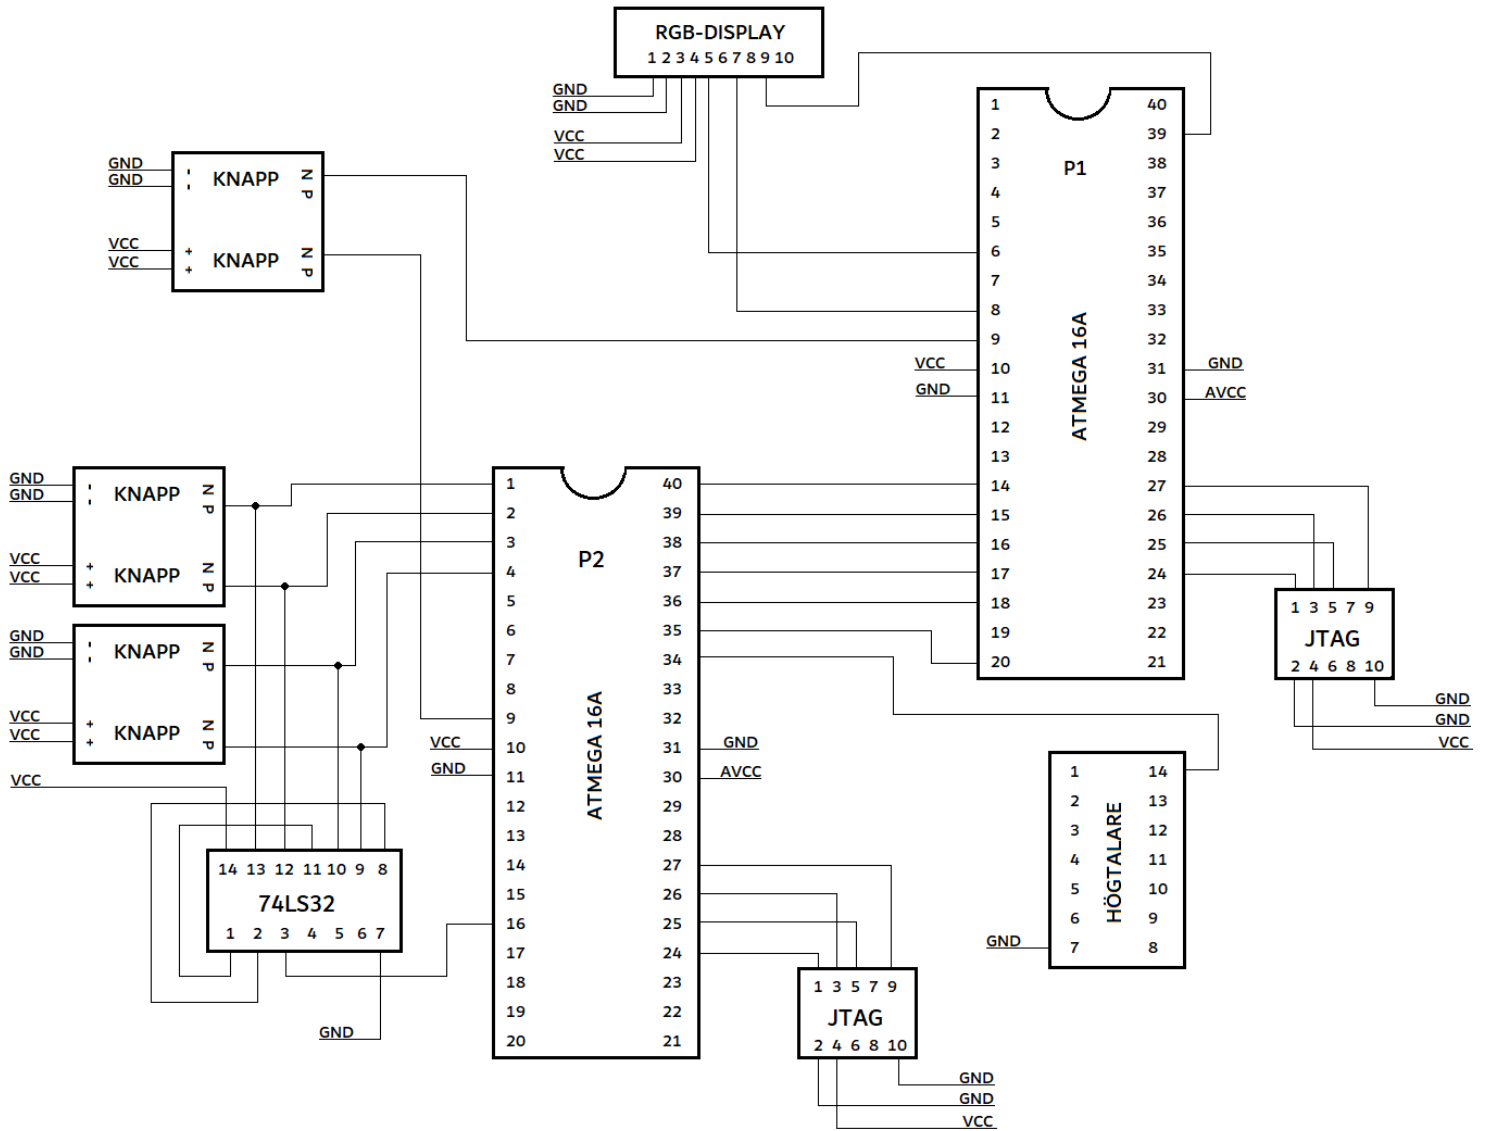 RGB-DISPLAY
1 2 3 4 5 6 7 8 9 10
GND
GND
VCC
VCC
GND
GND
VCC
VCC
- KNAPP N P
-
+ KNAPP N P
+
P1
ATMEGA 16A
1 40
2 39
3 38
4 37
5 36
6 35
7 34
8 33
9 32
VCC 10 31 GND
GND 11 30 AVCC
12 29
13 28
14 27
15 26
16 25
17 24
18 23
19 22
20 21
GND
GND
VCC
VCC
- KNAPP N P
-
+ KNAPP N P
+
GND
GND
VCC
VCC
- KNAPP N P
-
+ KNAPP N P
+
VCC
14 13 12 11 10 9 8
74LS32
1 2 3 4 5 6 7
GND
P2
ATMEGA 16A
1 40
2 39
3 38
4 37
5 36
6 35
7 34
8 33
9 32
VCC 10 31 GND
GND 11 30 AVCC
12 29
13 28
14 27
15 26
16 25
17 24
18 23
19 22
20 21
1 3 5 7 9
JTAG
2 4 6 8 10
GND
GND
VCC
HÖGTALARE
1 14
2 13
3 12
4 11
5 10
6 9
GND 7 8
1 3 5 7 9
JTAG
2 4 6 8 10
GND
GND
VCC